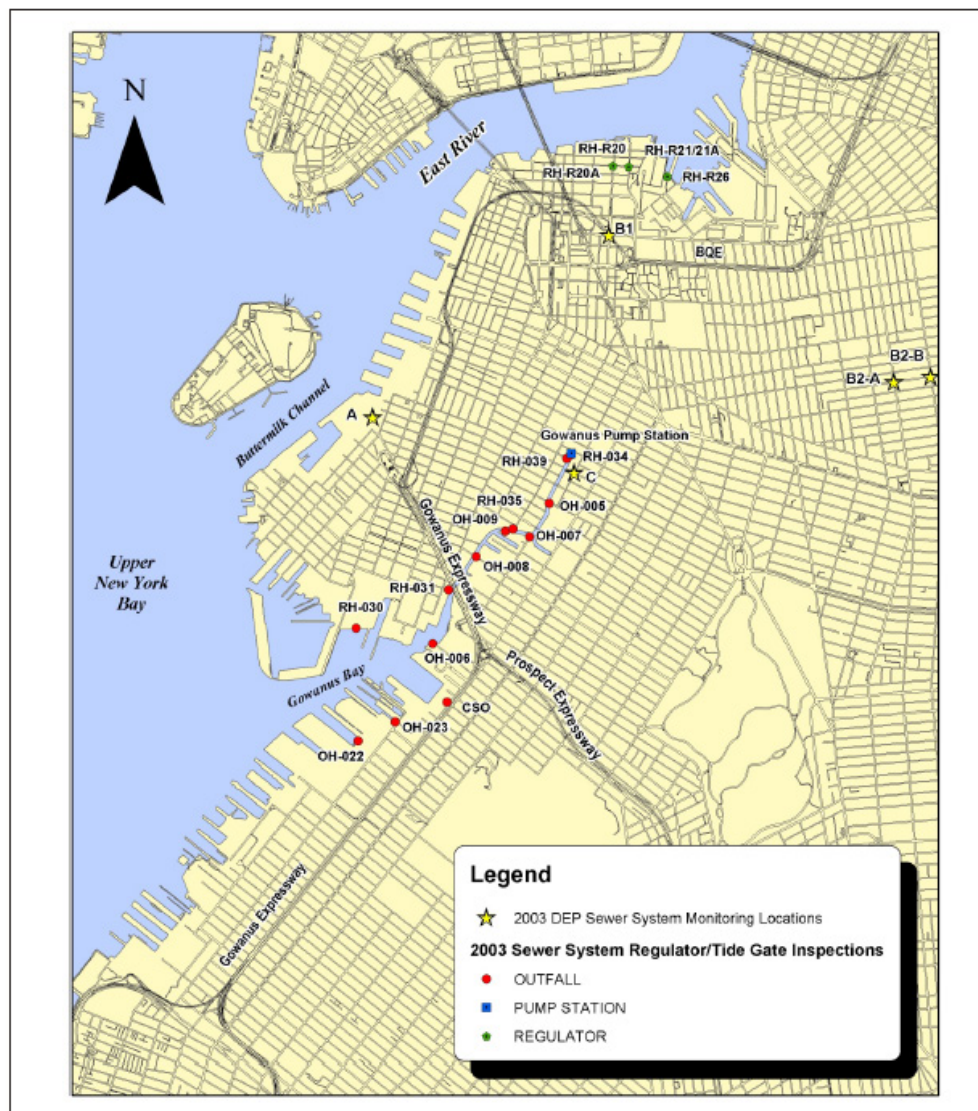 N
East River
RH-R20
RH-R21/21A
RH-R20A
RH-R26
B1
BQE
B2-B
B2-A
A
Buttermilk Channel
Gowanus Pump Station
RH-034
RH-039
C
RH-035
OH-005
OH-009
OH-007
Gowanus Expressway
OH-008
Upper
New York
Bay
RH-031
RH-030
OH-006
Prospect Expressway
Gowanus Bay
CSO
OH-023
OH-022
Gowanus Expressway
Legend
2003 DEP Sewer System Monitoring Locations
2003 Sewer System Regulator/Tide Gate Inspections
OUTFALL
PUMP STATION
REGULATOR